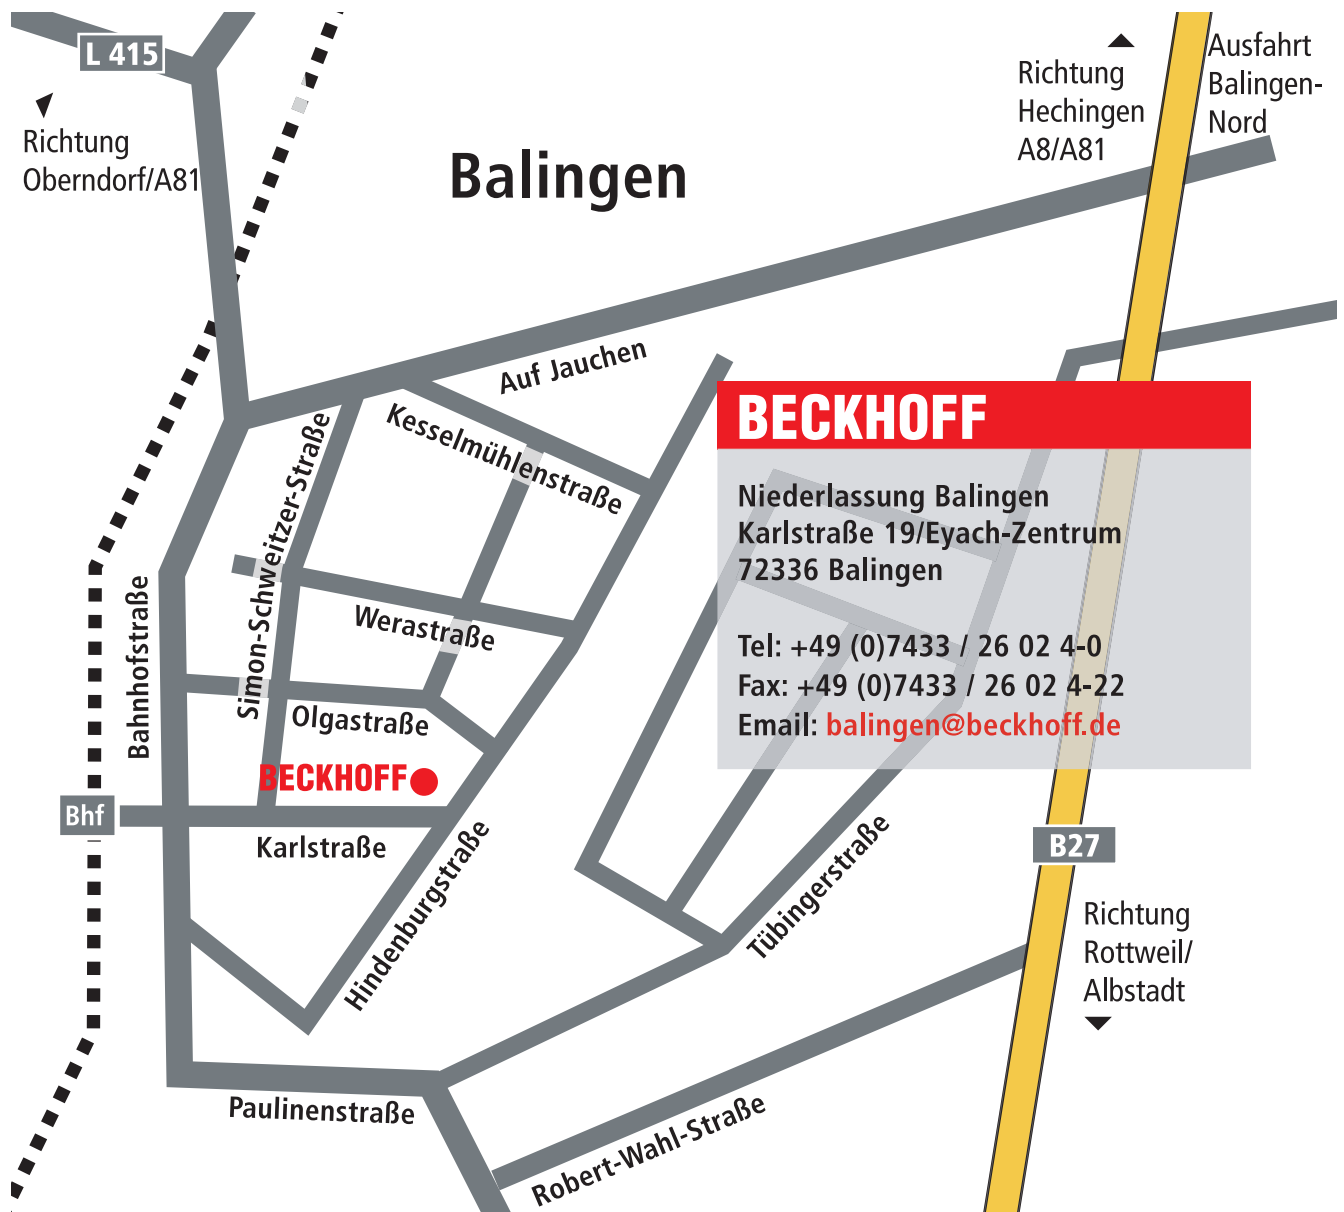 L 415
Richtung
Oberndorf/A81
Balingen
Richtung
Hechingen
A8/A81
Ausfahrt
Balingen-
Nord
Auf Jauchen
Kesselmühlenstraße
Simon-Schweitzer-Straße
Werastraße
Bahnhofstraße
Olgastraße
BECKHOFF
Bhf
Karlstraße
Hindenburgstraße
BECKHOFF
Niederlassung Balingen
Karlstraße 19/Eyach-Zentrum
72336 Balingen
Tel: +49 (0)7433 / 26 02 4-0
Fax: +49 (0)7433 / 26 02 4-22
Email: balingen@beckhoff.de
Tübingerstraße
B27
Richtung
Rottweil/
Albstadt
Paulinenstraße
Robert-Wahl-Straße